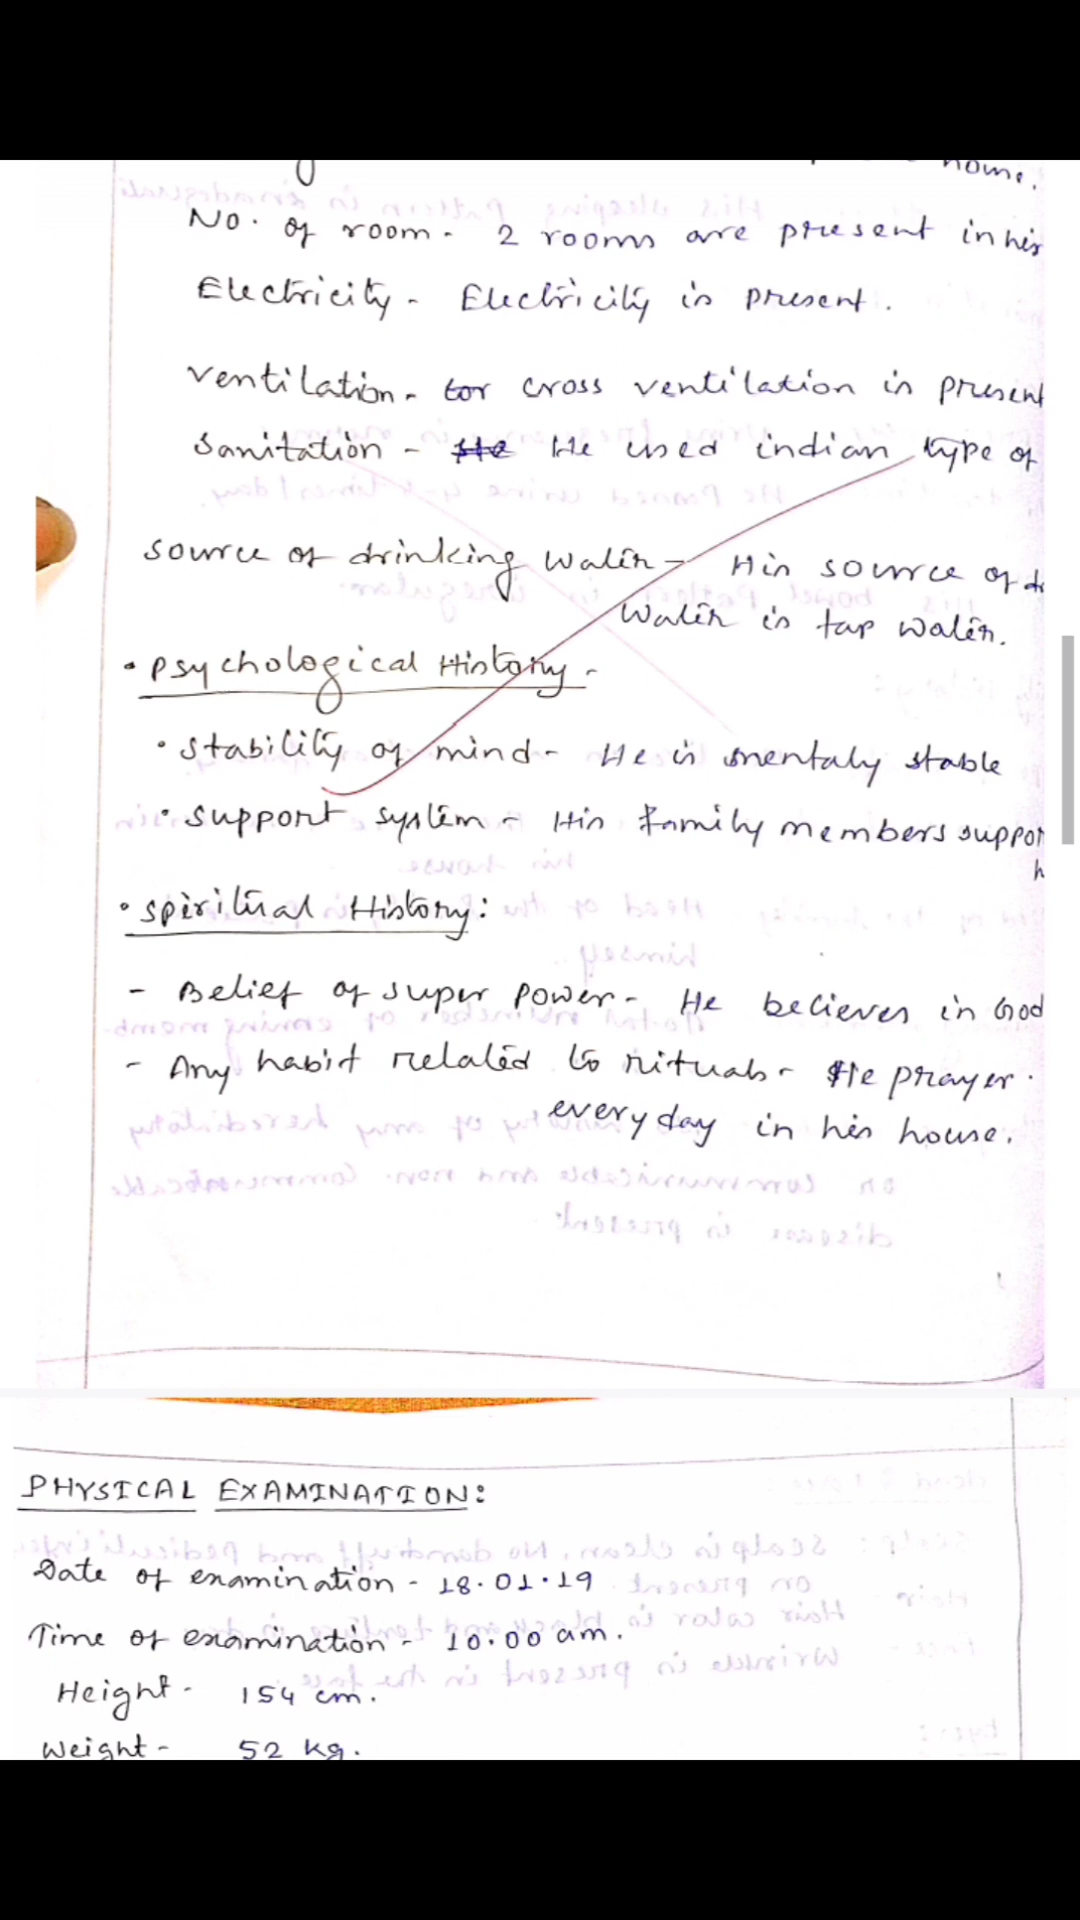 home.
No. of room - 2 rooms are present in his
Electricity - Electricity is present.
Ventilation - cross ventilation is present
Sanitation - He used indian type of
Source of drinking water - His source of
water is tap water.
• Psychological History -
• Stability of mind - He is mentaly stable
• Support system - His family members support
h
• Spiritual History:
- Belief of super power - He believes in God
- Any habit related to rituals - He prayer.
every day in his house.
PHYSICAL EXAMINATION:
Date of examination - 18.01.19
Time of examination - 10.00 am.
Height - 154 cm.
Weight - 52 kg.